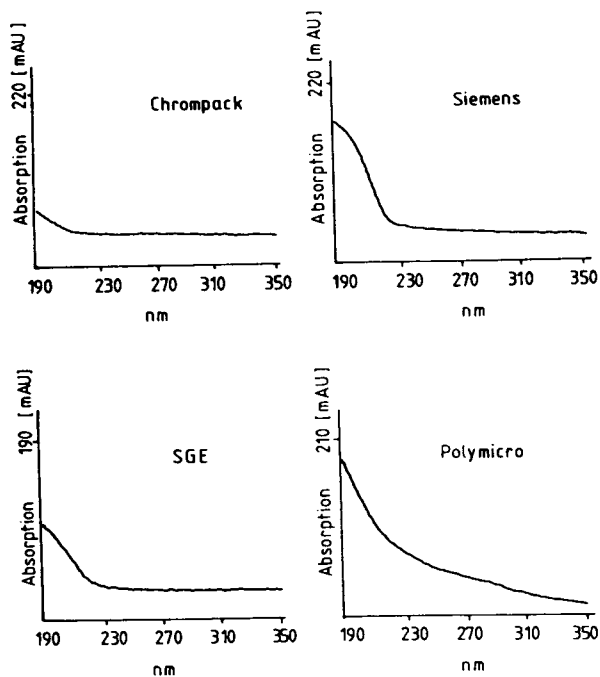 220 [mAU]
Absorption
Chrompack
190 230 270 310 350
nm
220 [mAU]
Absorption
Siemens
190 230 270 310 350
nm
190 [mAU]
Absorption
SGE
190 230 270 310 350
nm
210 [mAU]
Absorption
Polymicro
190 230 270 310 350
nm